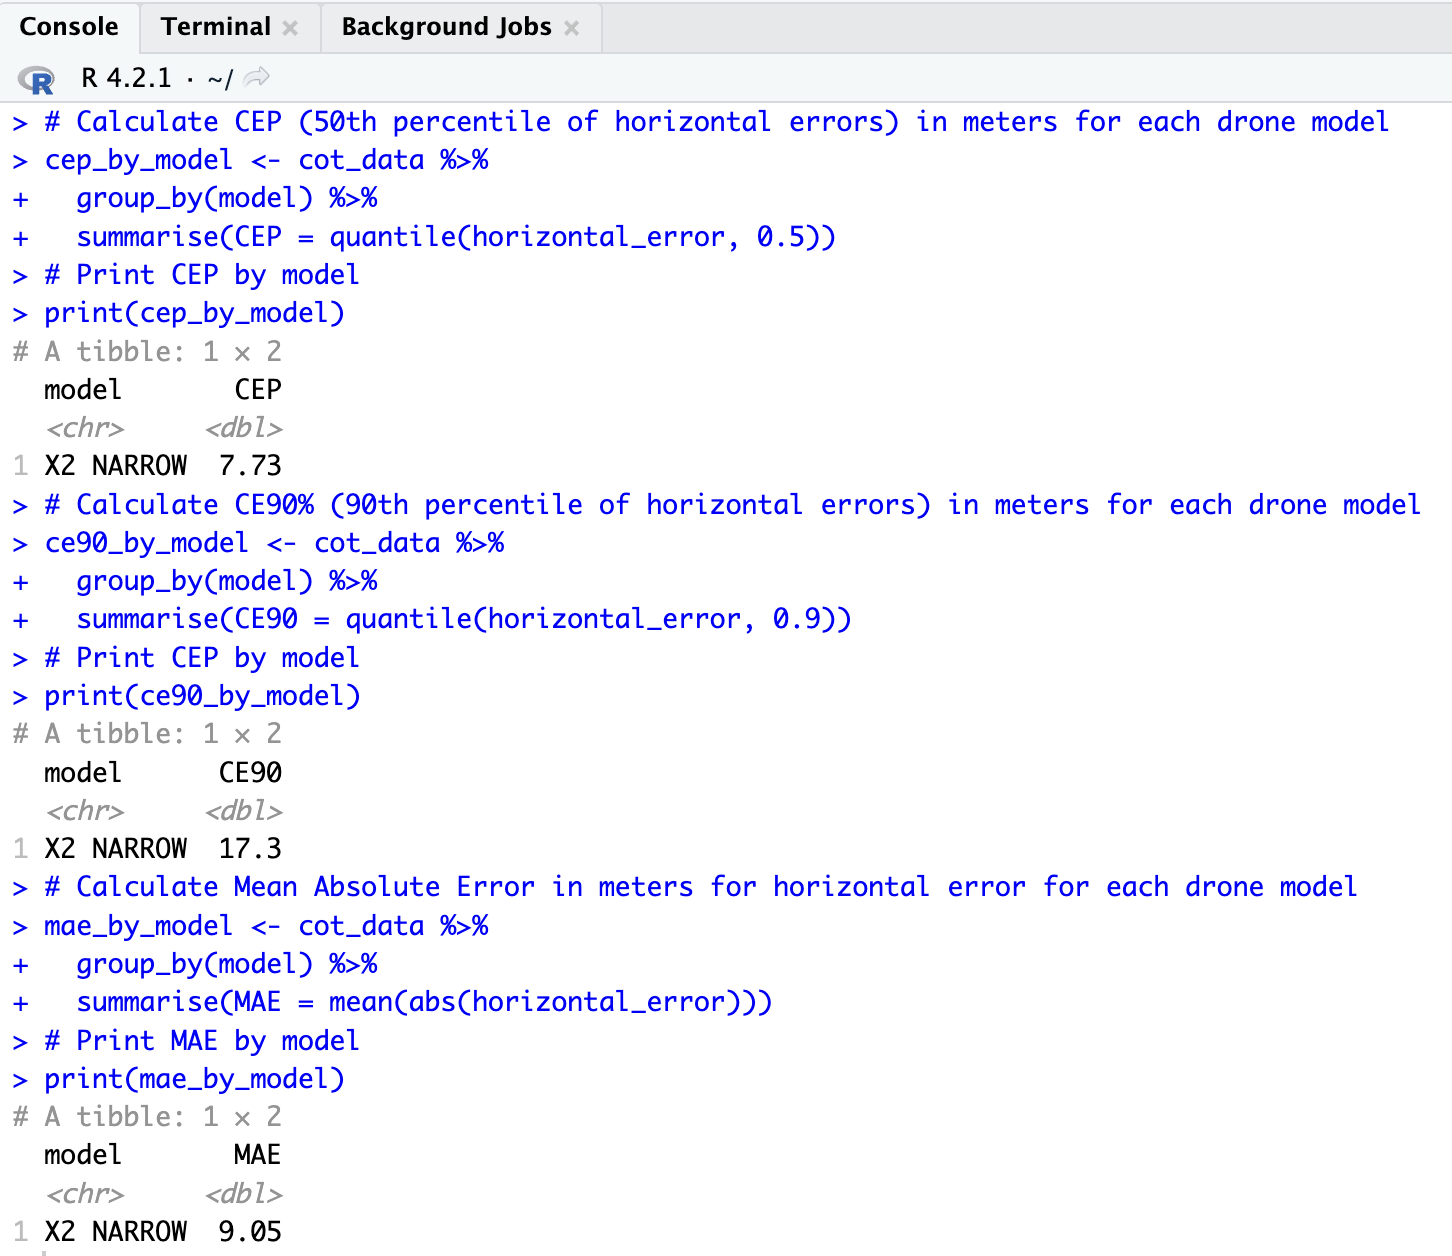 Console Terminal × Background Jobs ×
R R 4.2.1 · ~/
> # Calculate CEP (50th percentile of horizontal errors) in meters for each drone model
> cep_by_model <- cot_data %>%
+   group_by(model) %>%
+   summarise(CEP = quantile(horizontal_error, 0.5))
> # Print CEP by model
> print(cep_by_model)
# A tibble: 1 × 2
  model       CEP
  <chr>     <dbl>
1 X2 NARROW  7.73
> # Calculate CE90% (90th percentile of horizontal errors) in meters for each drone model
> ce90_by_model <- cot_data %>%
+   group_by(model) %>%
+   summarise(CE90 = quantile(horizontal_error, 0.9))
> # Print CEP by model
> print(ce90_by_model)
# A tibble: 1 × 2
  model      CE90
  <chr>     <dbl>
1 X2 NARROW  17.3
> # Calculate Mean Absolute Error in meters for horizontal error for each drone model
> mae_by_model <- cot_data %>%
+   group_by(model) %>%
+   summarise(MAE = mean(abs(horizontal_error)))
> # Print MAE by model
> print(mae_by_model)
# A tibble: 1 × 2
  model       MAE
  <chr>     <dbl>
1 X2 NARROW  9.05